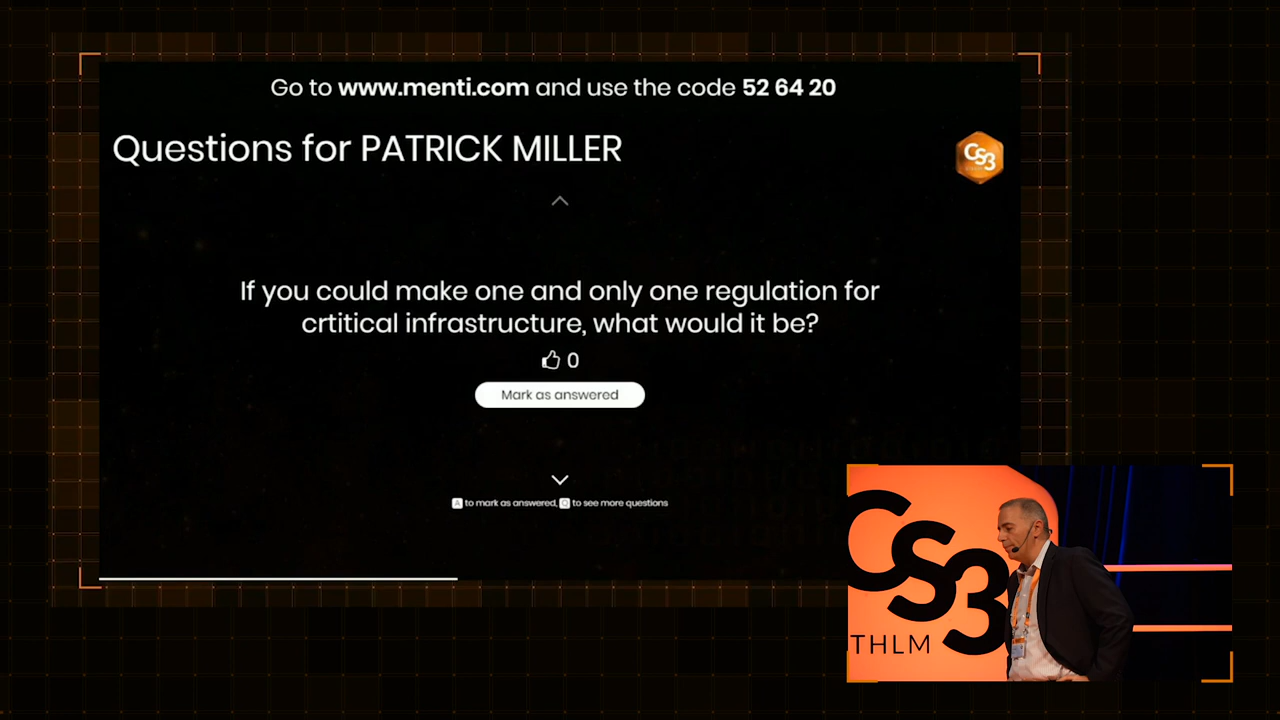 Go to www.menti.com and use the code 52 64 20
Questions for PATRICK MILLER
CS3
If you could make one and only one regulation for
crtitical infrastructure, what would it be?
0
Mark as answered
A to mark as answered, Q to see more questions
CS3
THLM